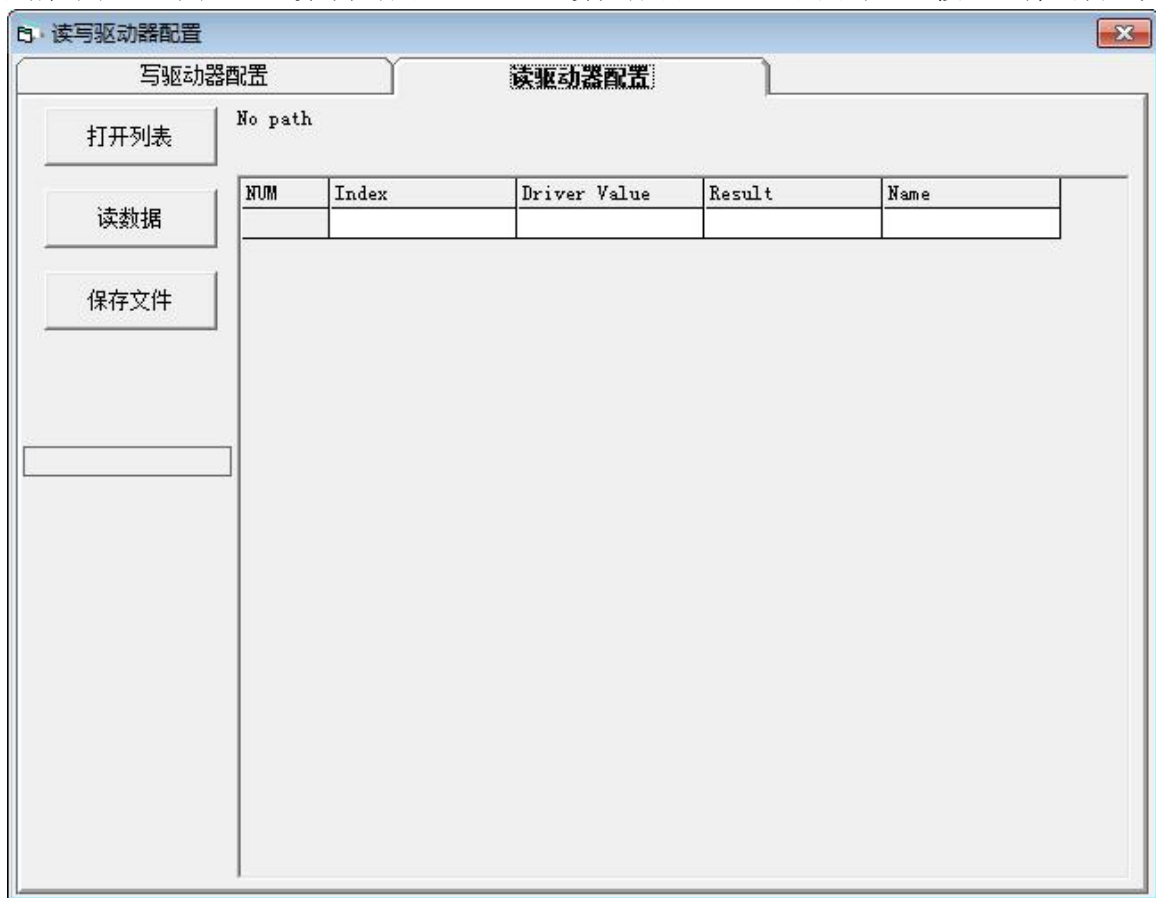 读写驱动器配置
写驱动器配置
读驱动器配置
打开列表
No path
读数据
NUM Index Driver Value Result Name
保存文件